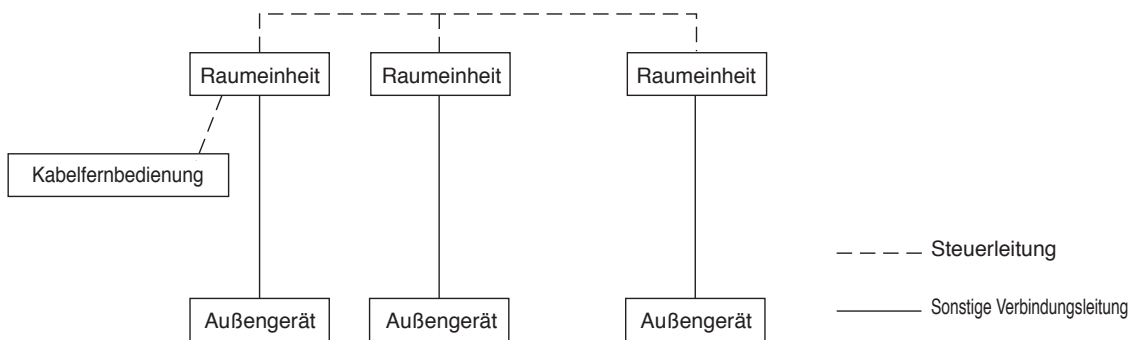 Raumeinheit
Raumeinheit
Raumeinheit
Kabelfernbedienung
Steuerleitung
Sonstige Verbindungsleitung
Außengerät
Außengerät
Außengerät